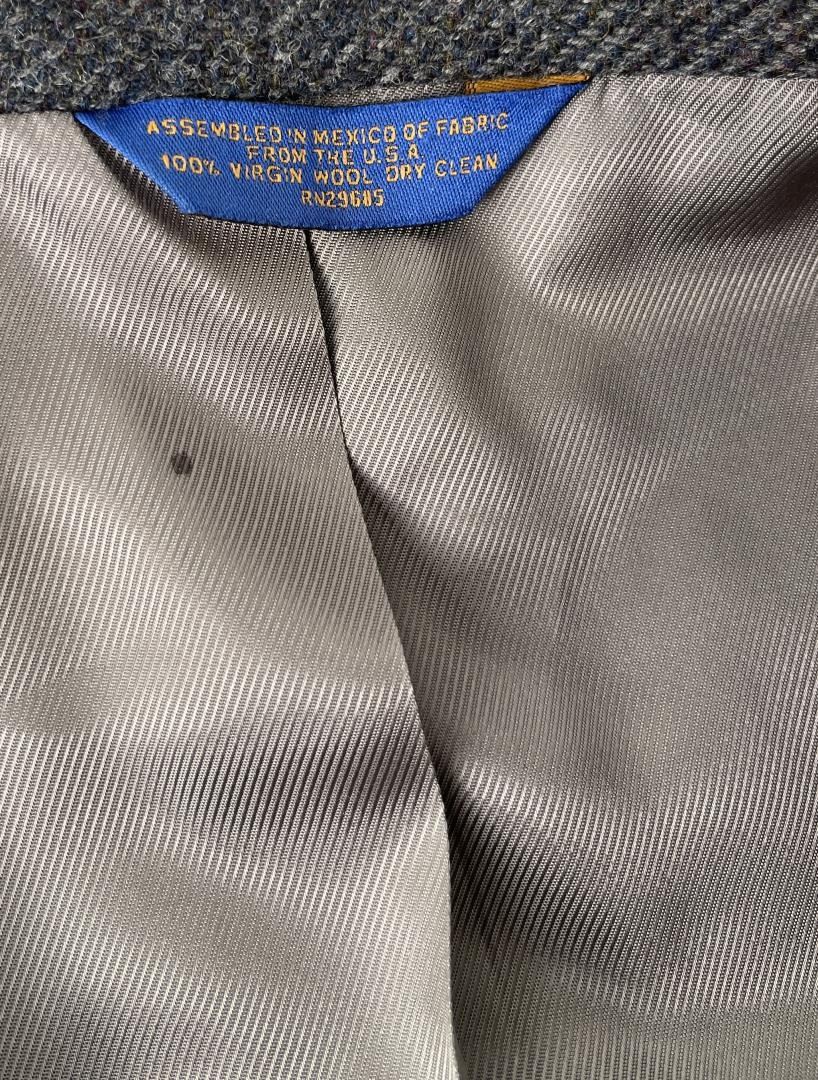 ASSEMBLED IN MEXICO OF FABRIC
FROM THE U.S.A.
100% VIRGIN WOOL DRY CLEAN
RN29685